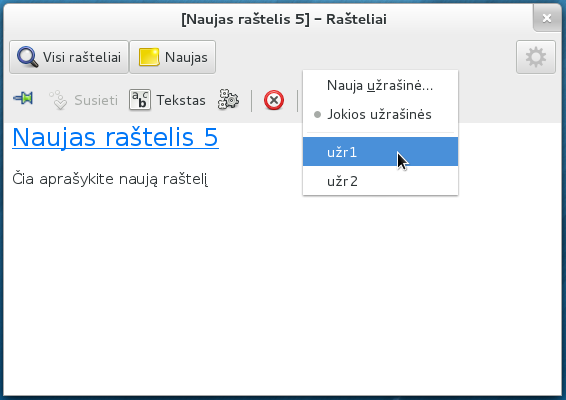 [Naujas raštelis 5] – Rašteliai
Visi rašteliai
Naujas
Susieti
a b c
Tekstas
Nauja užrašinė...
Jokios užrašinės
užr1
užr2
Naujas raštelis 5
Čia aprašykite naują raštelį